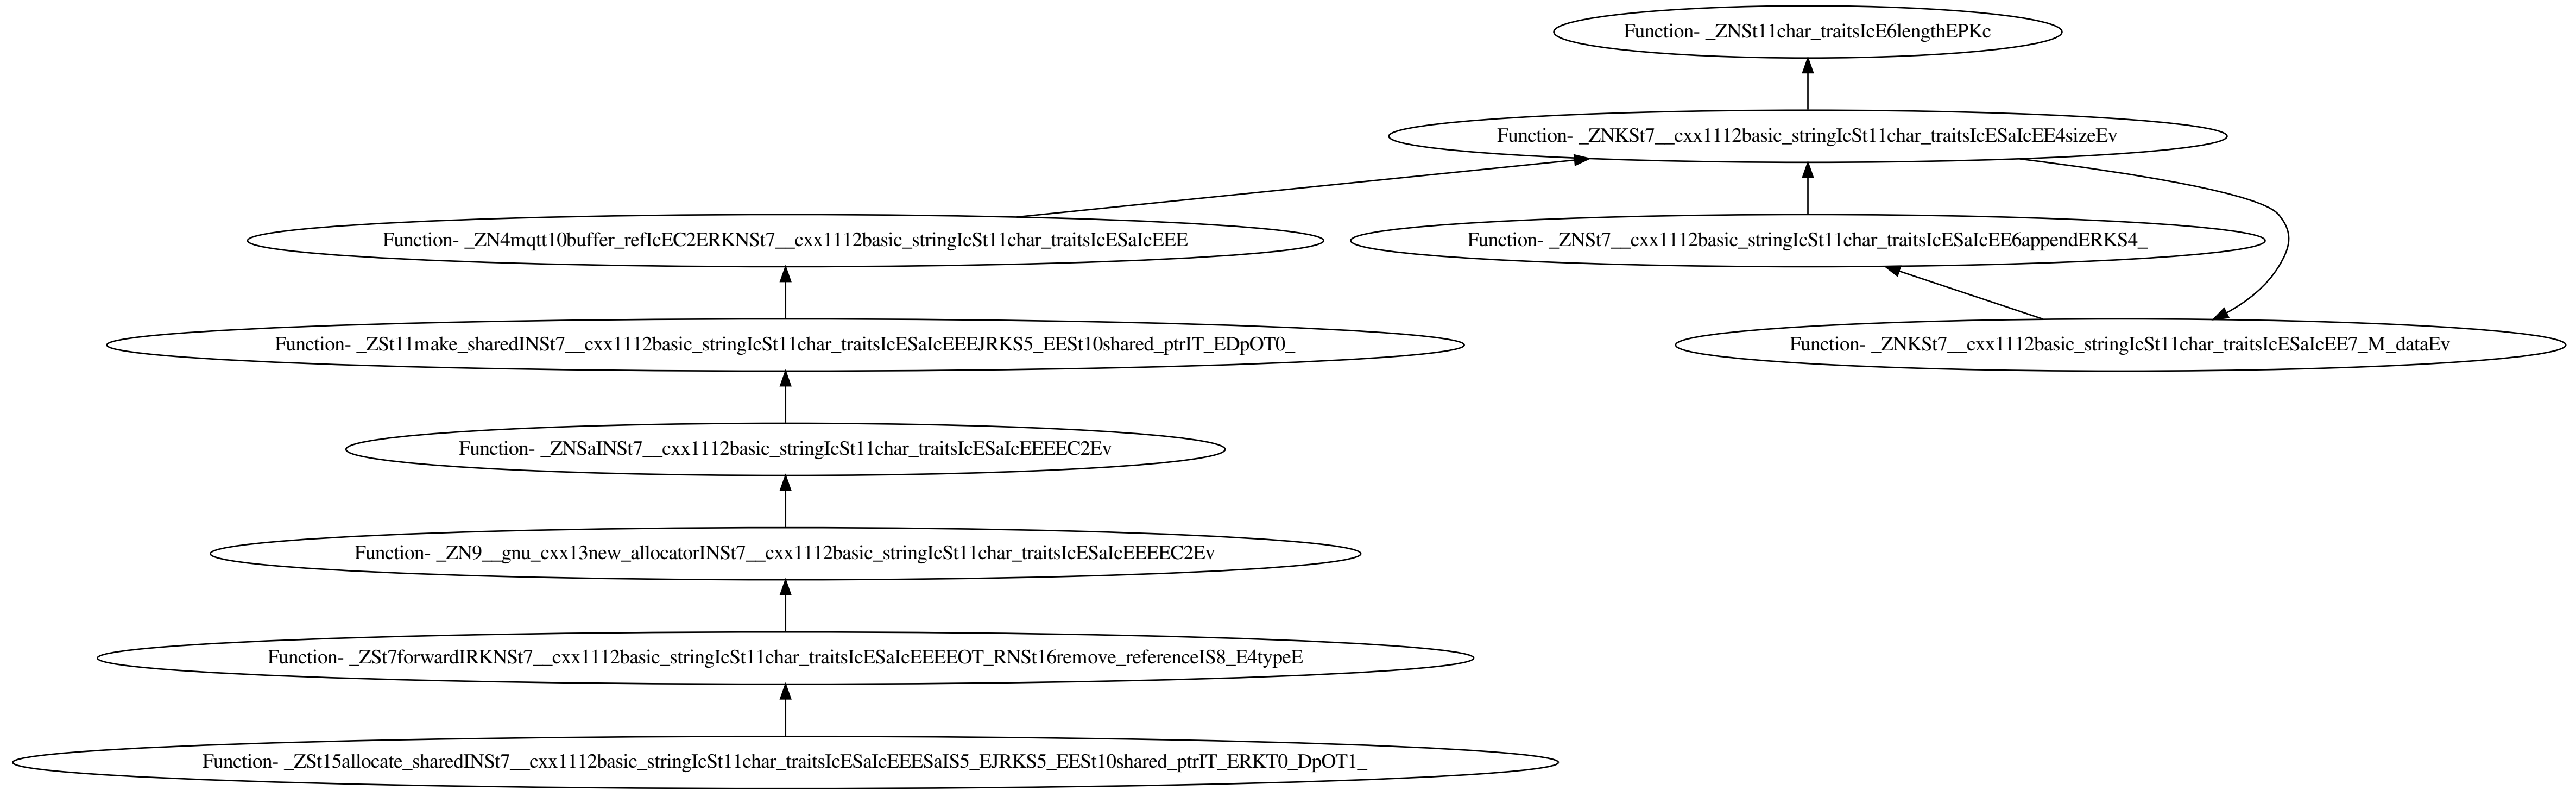 Function- _ZNSt11char_traitsIcE6lengthEPKc
Function- _ZNKSt7__cxx1112basic_stringIcSt11char_traitsIcESaIcEE4sizeEv
Function- _ZN4mqtt10buffer_refIcEC2ERKNSt7__cxx1112basic_stringIcSt11char_traitsIcESaIcEEE
Function- _ZNSt7__cxx1112basic_stringIcSt11char_traitsIcESaIcEE6appendERKS4_
Function- _ZSt11make_sharedINSt7__cxx1112basic_stringIcSt11char_traitsIcESaIcEEEJRKS5_EESt10shared_ptrIT_EDpOT0_
Function- _ZNKSt7__cxx1112basic_stringIcSt11char_traitsIcESaIcEE7_M_dataEv
Function- _ZNSaINSt7__cxx1112basic_stringIcSt11char_traitsIcESaIcEEEEC2Ev
Function- _ZN9__gnu_cxx13new_allocatorINSt7__cxx1112basic_stringIcSt11char_traitsIcESaIcEEEEC2Ev
Function- _ZSt7forwardIRKNSt7__cxx1112basic_stringIcSt11char_traitsIcESaIcEEEEOT_RNSt16remove_referenceIS8_E4typeE
Function- _ZSt15allocate_sharedINSt7__cxx1112basic_stringIcSt11char_traitsIcESaIcEEESaIS5_EJRKS5_EESt10shared_ptrIT_ERKT0_DpOT1_